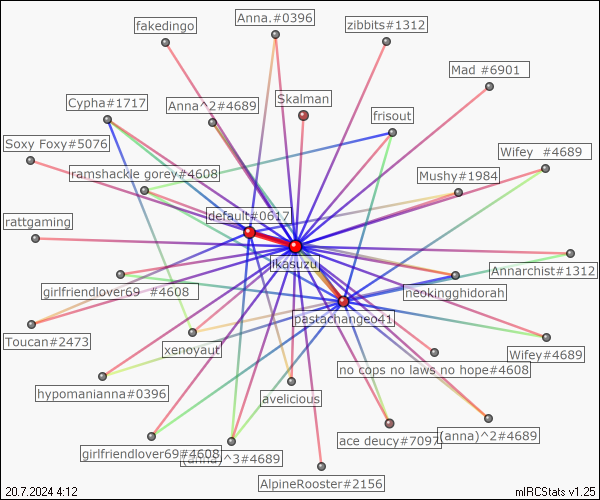 Anna.#0396
fakedingo
zibbits#1312
Mad #6901
Cypha#1717
Anna^2#4689
Skalman
frisout
Soxy Foxy#5076
Wifey #4689
ramshackle gorey#4608
Mushy#1984
default#0617
rattgaming
ikasuzu
Annarchist#1312
girlfriendlover69 #4608
neokingghidorah
pastachangeo41
Toucan#2473
xenoyaut
Wifey#4689
no cops no laws no hope#4608
hypomanianna#0396
avelicious
ace deucy#7097
(anna)^2#4689
girlfriendlover69#4608
(anna)^3#4689
AlpineRooster#2156
20.7.2024 4:12
mIRCStats v1.25